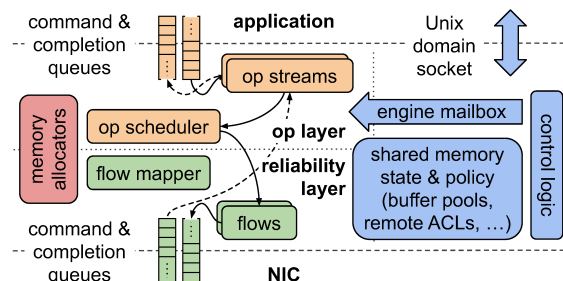 command &
completion
queues
application
Unix
domain
socket
op streams
engine mailbox
memory
allocators
op scheduler
op layer
control logic
flow mapper
reliability
layer
shared memory
state & policy
(buffer pools,
remote ACLs, ...)
flows
command &
completion
queues
NIC